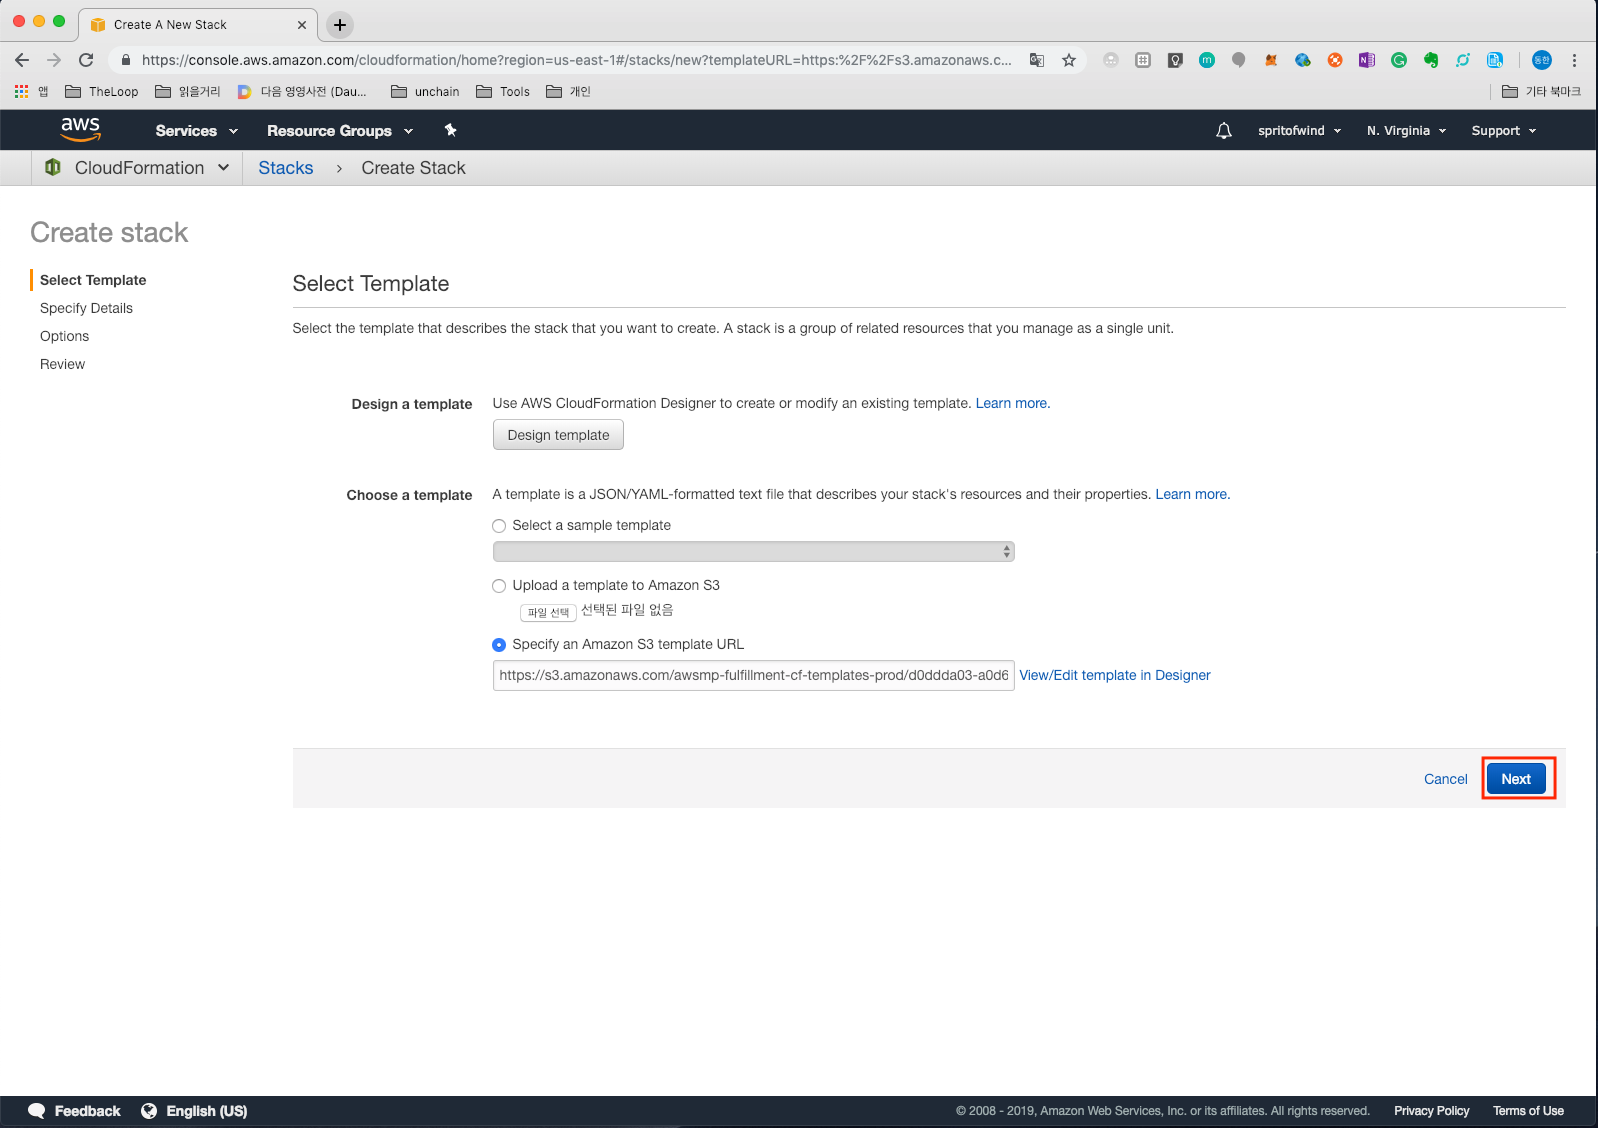 Create A New Stack
https://console.aws.amazon.com/cloudformation/home?region=us-east-1#/stacks/new?templateURL=https:%2F%2Fs3.amazonaws.c...
앱 TheLoop 읽을거리 다음 영영사전 (Dau... unchain Tools 개인 기타 북마크
aws Services Resource Groups spritofwind N. Virginia Support
CloudFormation Stacks › Create Stack
Create stack
Select Template
Specify Details
Options
Review
Select Template
Select the template that describes the stack that you want to create. A stack is a group of related resources that you manage as a single unit.
Design a template Use AWS CloudFormation Designer to create or modify an existing template. Learn more.
Design template
Choose a template A template is a JSON/YAML-formatted text file that describes your stack's resources and their properties. Learn more.
Select a sample template
Upload a template to Amazon S3
파일 선택 선택된 파일 없음
Specify an Amazon S3 template URL
https://s3.amazonaws.com/awsmp-fulfillment-cf-templates-prod/d0ddda03-a0d6 View/Edit template in Designer
Cancel Next
Feedback English (US) © 2008 - 2019, Amazon Web Services, Inc. or its affiliates. All rights reserved. Privacy Policy Terms of Use